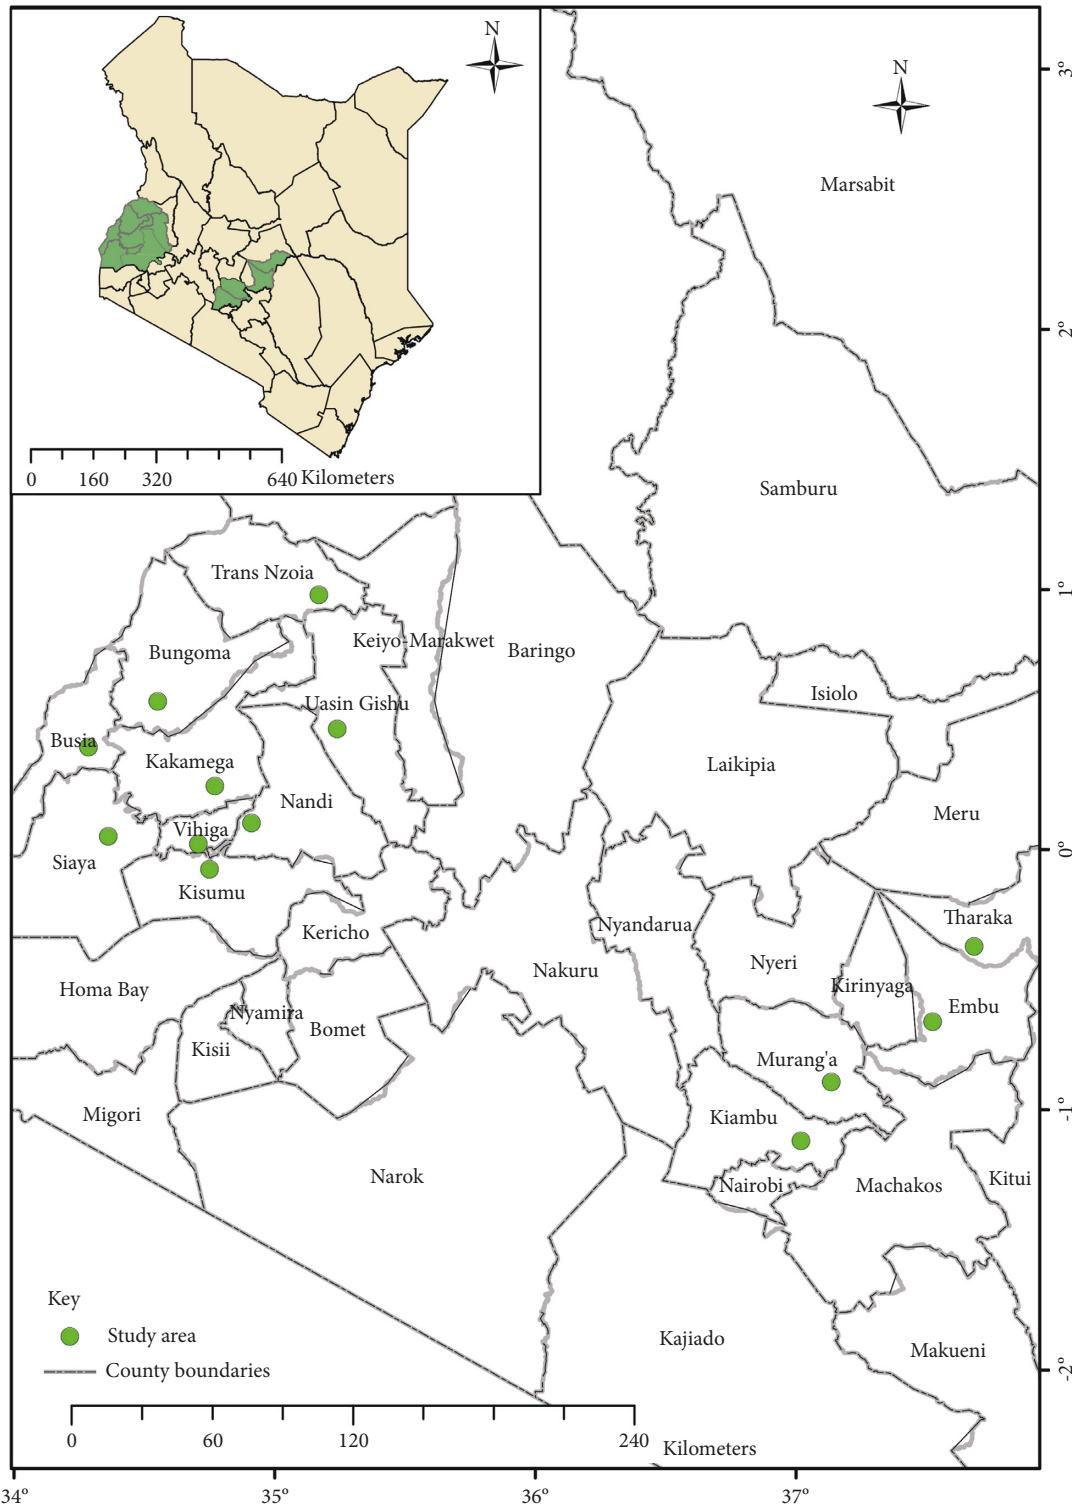 N
0 160 320 640 Kilometers
N
Marsabit
Samburu
Trans Nzoia
Keiyo-Marakwet
Bungoma
Baringo
Isiolo
Uasin Gishu
Busia
Kakamega
Laikipia
Nandi
Meru
Vihiga
Siaya
Kisumu
Tharaka
Nyandarua
Kericho
Nyeri
Nakuru
Kirinyaga
Homa Bay
Embu
Nyamira
Bomet
Kisii
Murang'a
Migori
Kiambu
Narok
Nairobi
Machakos
Kitui
Key
Study area
County boundaries
Kajiado
Makueni
0 60 120 240
Kilometers
34° 35° 36° 37°
3°
2°
1°
0°
-1°
-2°